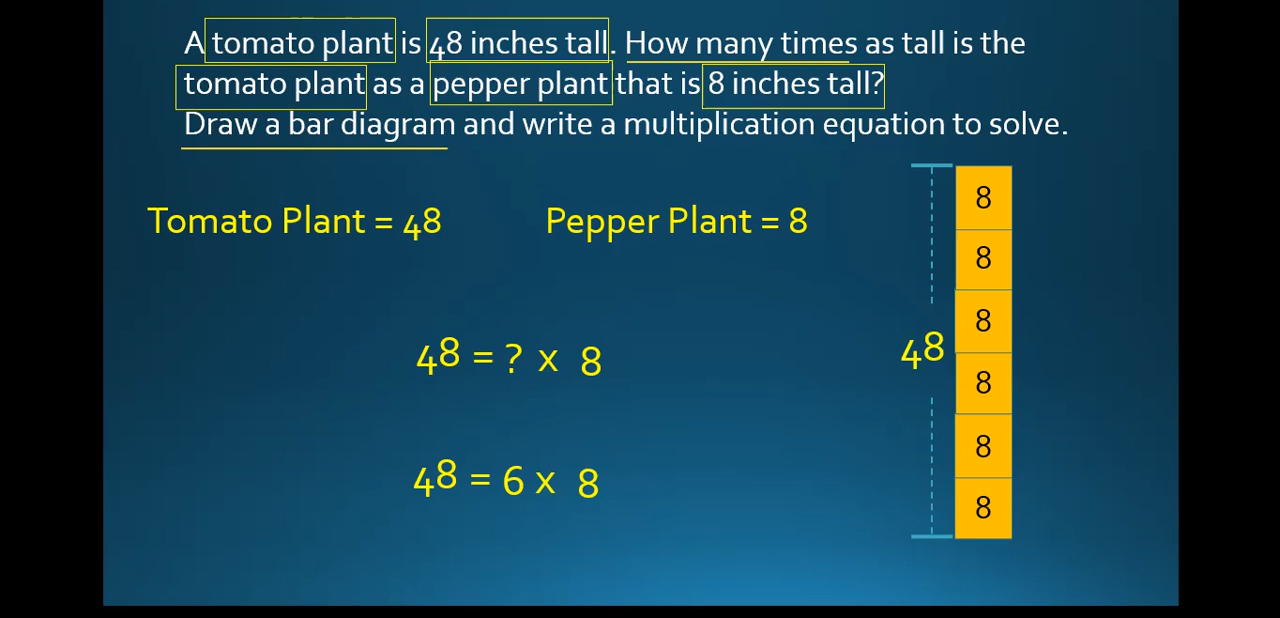 A tomato plant is 48 inches tall. How many times as tall is the
tomato plant as a pepper plant that is 8 inches tall?
Draw a bar diagram and write a multiplication equation to solve.
Tomato Plant = 48
Pepper Plant = 8
48 = ? x 8
48 = 6 x 8
48
8
8
8
8
8
8